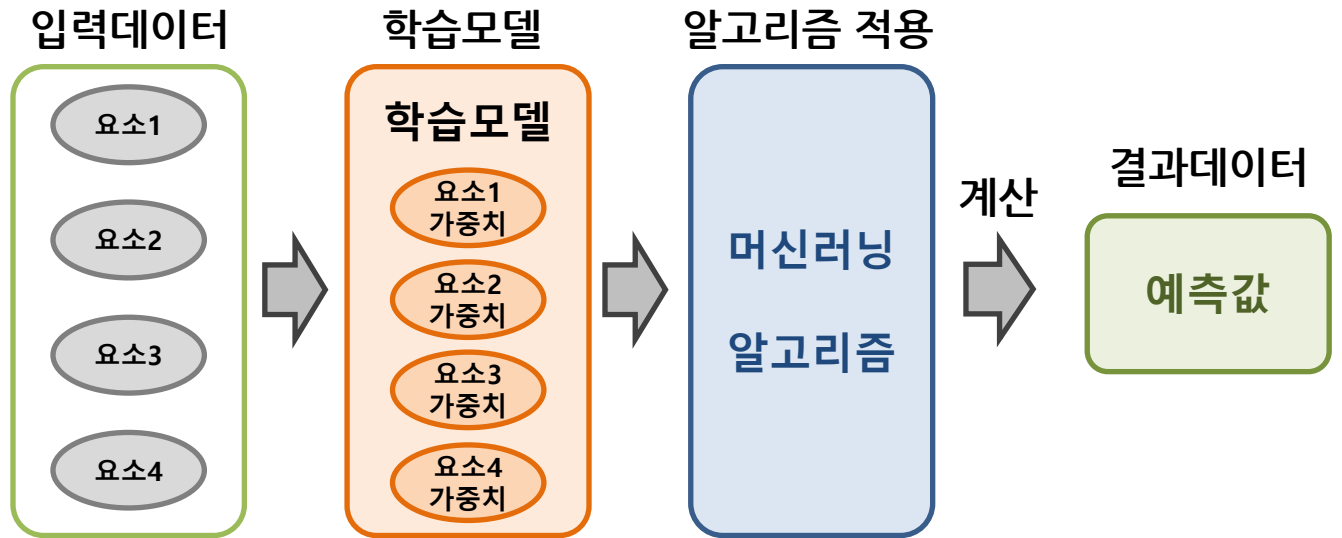 입력데이터
요소1
요소2
요소3
요소4
학습모델
학습모델
요소1
가중치
요소2
가중치
요소3
가중치
요소4
가중치
알고리즘 적용
머신러닝
알고리즘
계산
결과데이터
예측값